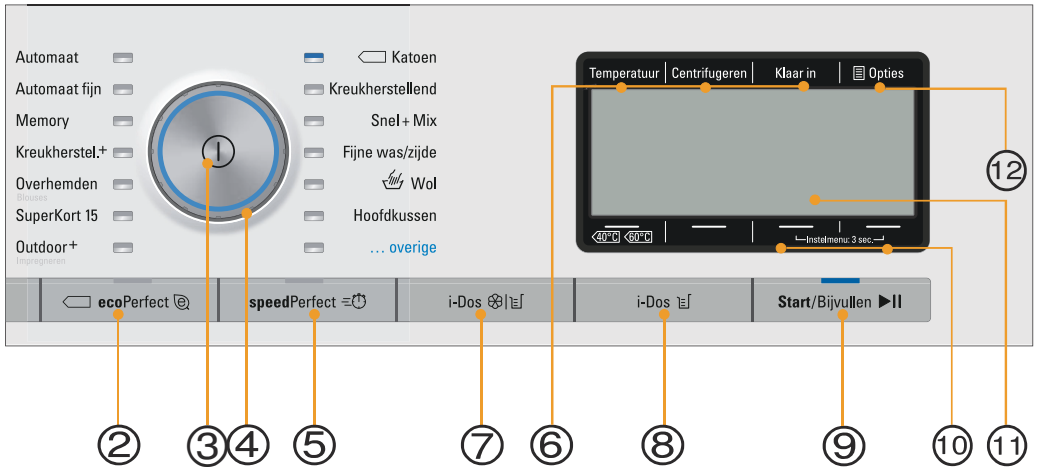 Automaat
Automaat fijn
Memory
Kreukherstel.+
Overhemden
Blouses
SuperKort 15
Outdoor+
Impregneren
Katoen
Kreukherstellend
Snel + Mix
Fijne was/zijde
Wol
Hoofdkussen
... overige
Temperatuur
Centrifugeren
Klaar in
Opties
40°C 60°C
Instelmenu: 3 sec.
ecoPerfect e
speedPerfect
i-Dos
i-Dos
Start/Bijvullen
2
3
4
5
7
6
8
9
10
11
12